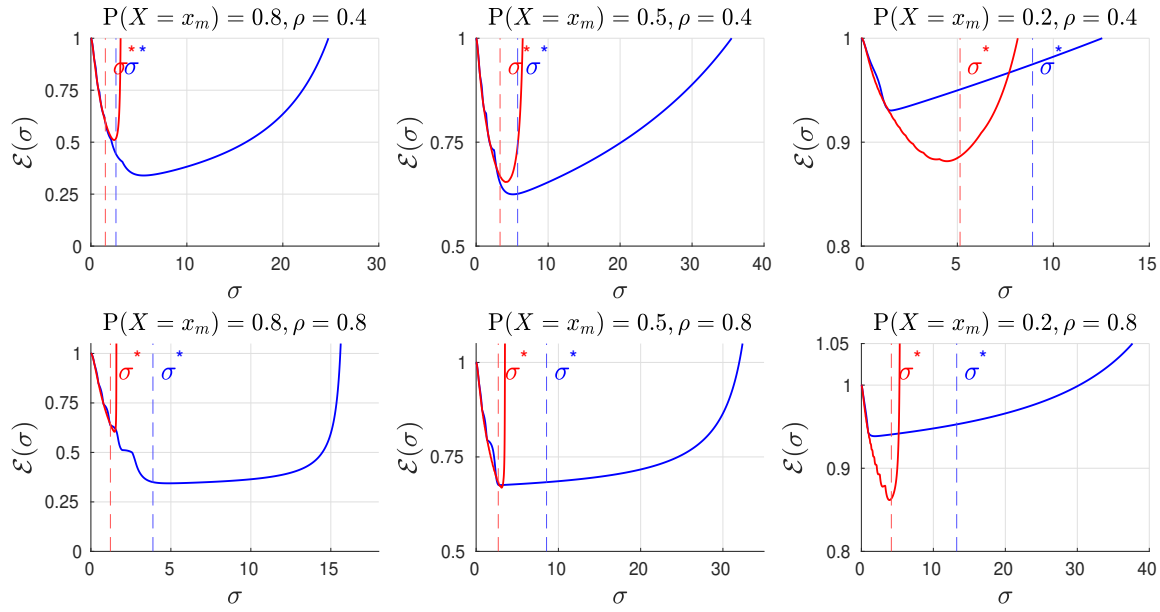 P(X = x_m) = 0.8, ρ = 0.4
P(X = x_m) = 0.5, ρ = 0.4
P(X = x_m) = 0.2, ρ = 0.4
ℰ(σ)
1
0.75
0.5
0.25
0
σ* σ*
0 10 20 30
σ
ℰ(σ)
1
0.75
0.5
σ* σ*
0 10 20 30 40
σ
ℰ(σ)
1
0.9
0.8
σ* σ*
0 5 10 15
σ
P(X = x_m) = 0.8, ρ = 0.8
P(X = x_m) = 0.5, ρ = 0.8
P(X = x_m) = 0.2, ρ = 0.8
ℰ(σ)
1
0.75
0.5
0.25
0
σ* σ*
0 5 10 15
σ
ℰ(σ)
1
0.75
0.5
σ* σ*
0 10 20 30
σ
ℰ(σ)
1.05
1
0.9
0.8
σ* σ*
0 10 20 30 40
σ